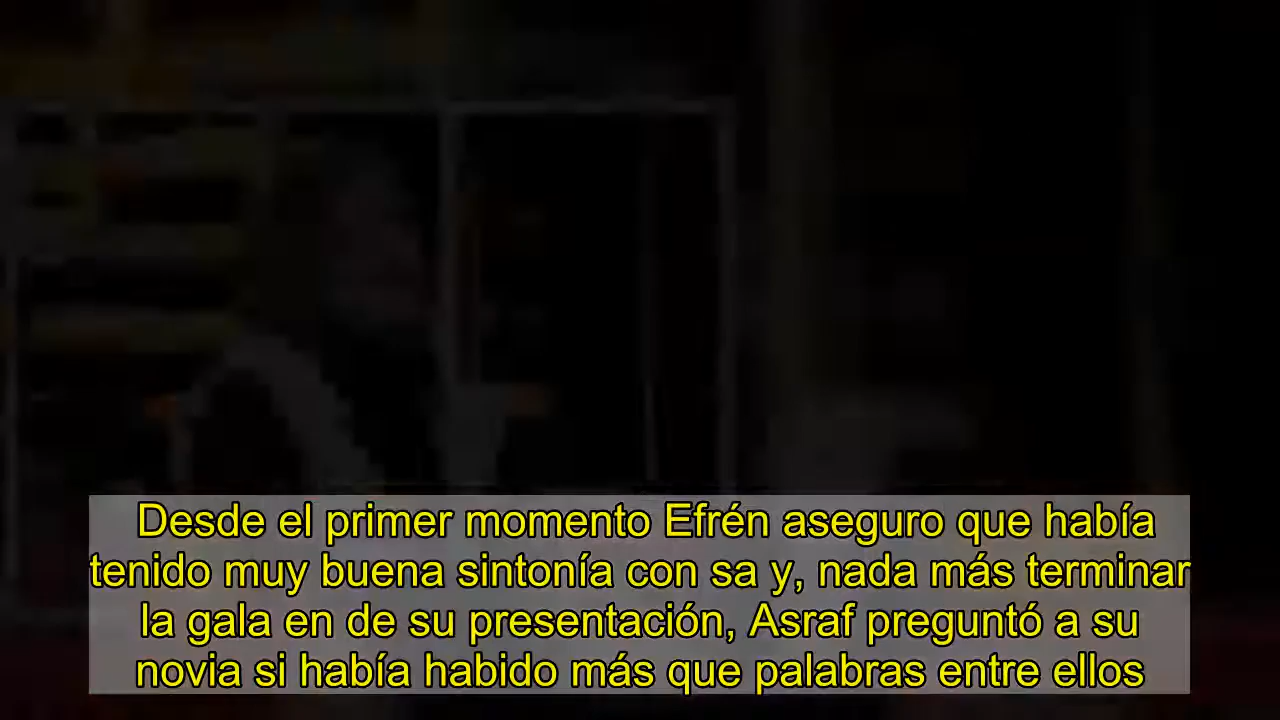 Desde el primer momento Efrén aseguro que había
tenido muy buena sintonía con sa y, nada más terminar
la gala en de su presentación, Asraf preguntó a su
novia si había habido más que palabras entre ellos